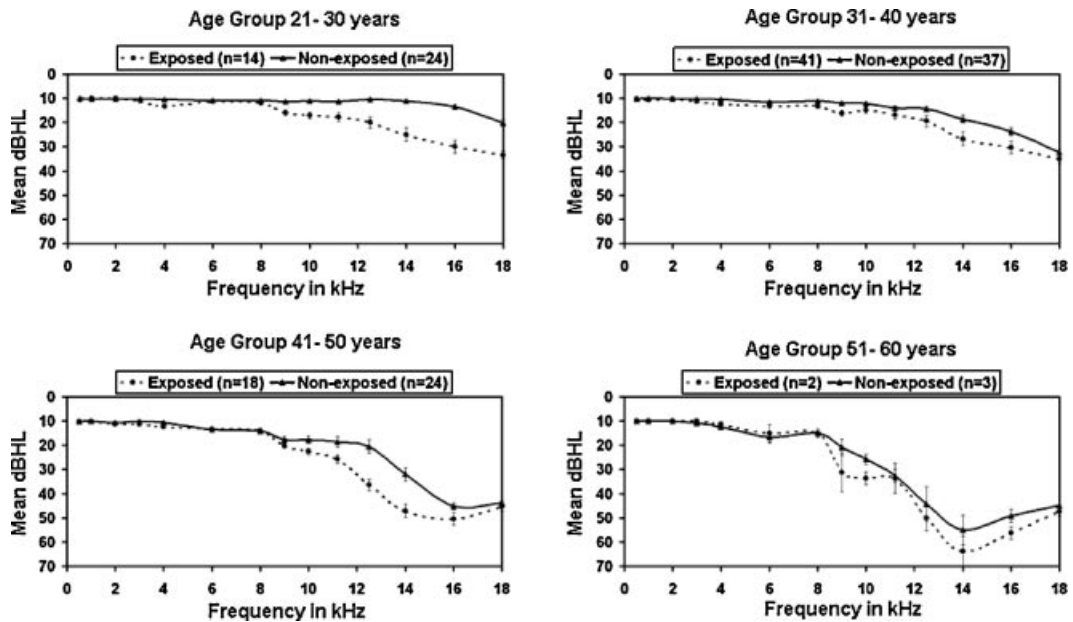 Age Group 21- 30 years
Exposed (n=14) Non-exposed (n=24)
0
10
20
30
40
50
60
70
Mean dBHL
0 2 4 6 8 10 12 14 16 18
Frequency in kHz
Age Group 31- 40 years
Exposed (n=41) Non-exposed (n=37)
0
10
20
30
40
50
60
70
Mean dBHL
0 2 4 6 8 10 12 14 16 18
Frequency in kHz
Age Group 41- 50 years
Exposed (n=18) Non-exposed (n=24)
0
10
20
30
40
50
60
70
Mean dBHL
0 2 4 6 8 10 12 14 16 18
Frequency in kHz
Age Group 51- 60 years
Exposed (n=2) Non-exposed (n=3)
0
10
20
30
40
50
60
70
Mean dBHL
0 2 4 6 8 10 12 14 16 18
Frequency in kHz